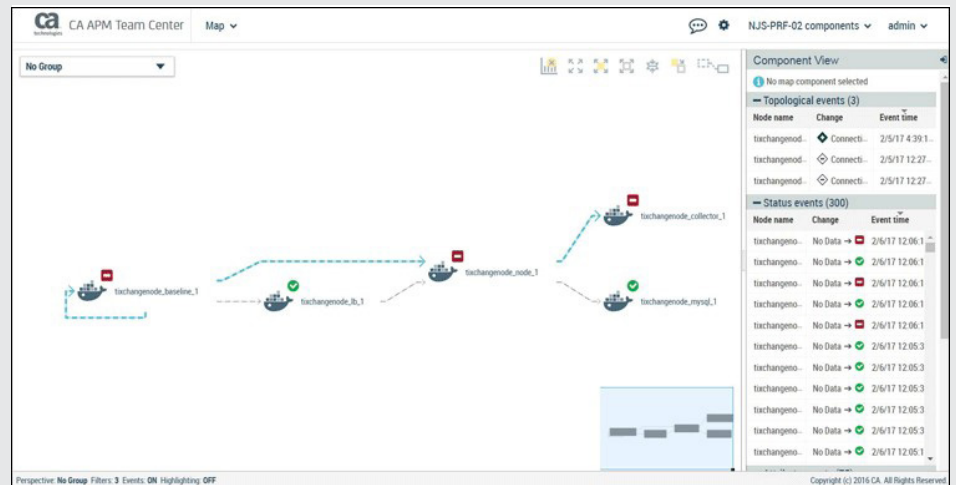 ca
technologies
CA APM Team Center
Map
NJS-PRF-02 components
admin
No Group
Component View
No map component selected
Topological events (3)
Node name Change Event time
tixchangenod... Connecti... 2/5/17 4:39:1...
tixchangenod... Connecti... 2/5/17 12:27...
tixchangenod... Connecti... 2/5/17 12:27...
Status events (300)
Node name Change Event time
tixchangeno... No Data → 2/6/17 12:06:1
tixchangeno... No Data → 2/6/17 12:06:1
tixchangeno... No Data → 2/6/17 12:06:1
tixchangeno... No Data → 2/6/17 12:06:1
tixchangeno... No Data → 2/6/17 12:06:1
tixchangeno... No Data → 2/6/17 12:05:3
tixchangeno... No Data → 2/6/17 12:05:3
tixchangeno... No Data → 2/6/17 12:05:3
tixchangeno... No Data → 2/6/17 12:05:3
tixchangeno... No Data → 2/6/17 12:05:3
tixchangeno... No Data → 2/6/17 12:05:1
tixchangenode_collector_1
tixchangenode_node_1
tixchangenode_baseline_1
tixchangenode_lb_1
tixchangenode_mysql_1
Perspective: No Group Filters: 3 Events: ON Highlighting: OFF
Copyright (c) 2016 CA. All Rights Reserved